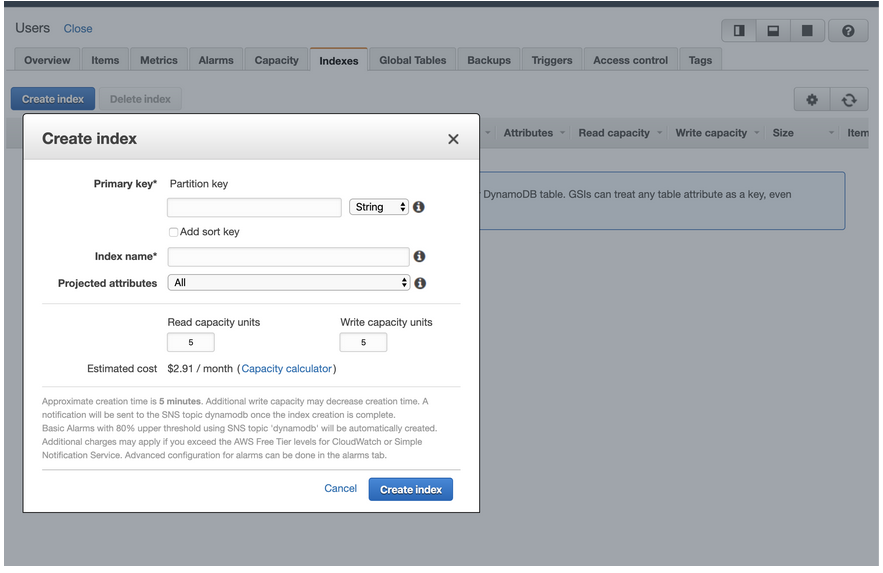 Users Close
Overview Items Metrics Alarms Capacity Indexes Global Tables Backups Triggers Access control Tags
Create index Delete index
Attributes Read capacity Write capacity Size Item
DynamoDB table. GSIs can treat any table attribute as a key, even
Create index
Primary key* Partition key
String
Add sort key
Index name*
Projected attributes All
Read capacity units Write capacity units
5 5
Estimated cost $2.91 / month (Capacity calculator)
Approximate creation time is 5 minutes. Additional write capacity may decrease creation time. A
notification will be sent to the SNS topic dynamodb once the index creation is complete.
Basic Alarms with 80% upper threshold using SNS topic 'dynamodb' will be automatically created.
Additional charges may apply if you exceed the AWS Free Tier levels for CloudWatch or Simple
Notification Service. Advanced configuration for alarms can be done in the alarms tab.
Cancel Create index